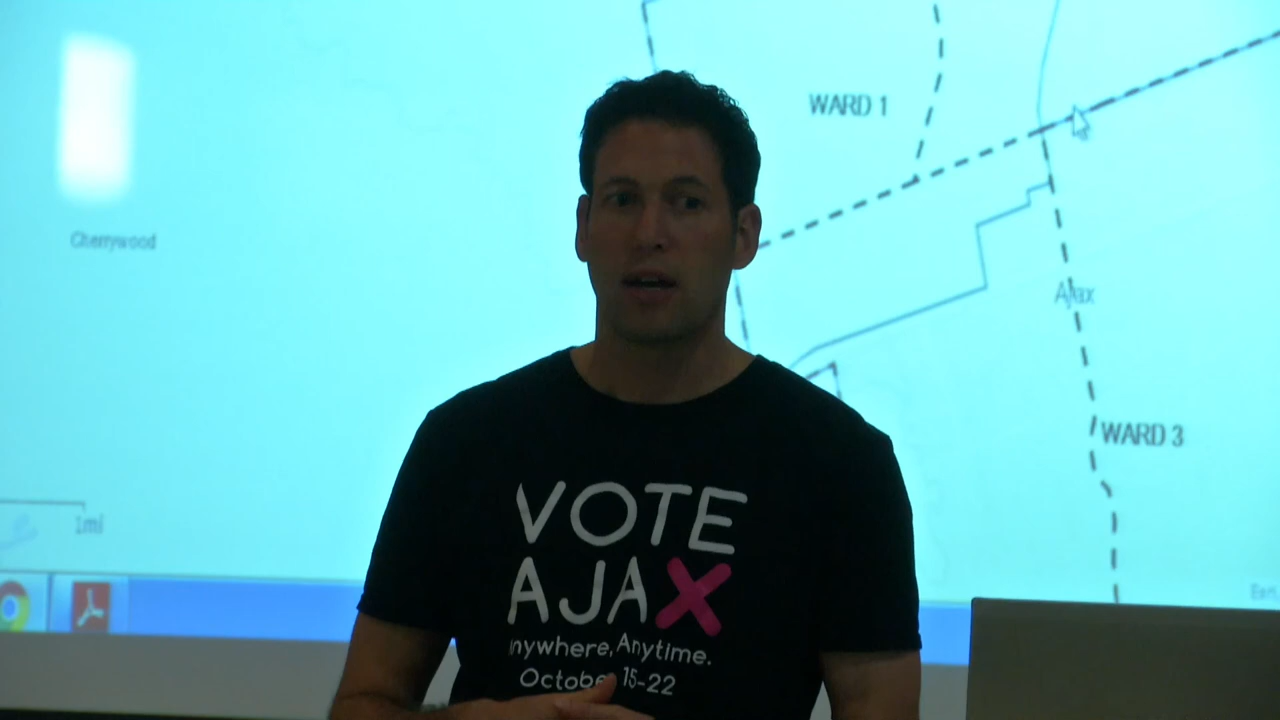 WARD 1
Cherrywood
Ajax
WARD 3
1mi
VOTE
AJAX
nywhere, Anytime.
October 15-22